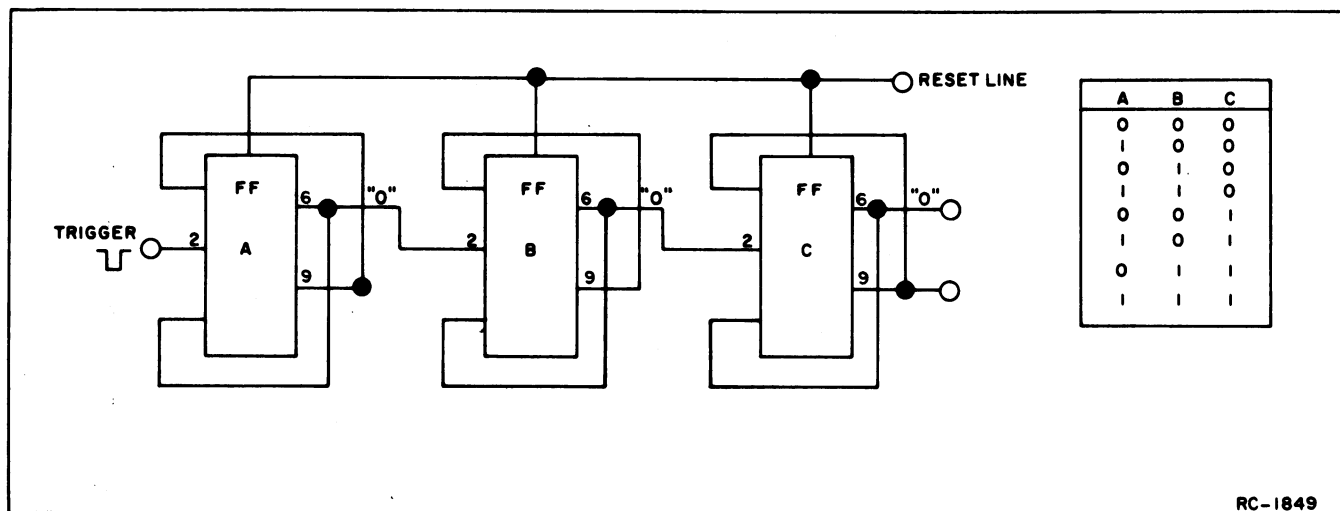 RESET LINE
A B C
0 0 0
1 0 0
0 1 0
1 1 0
0 0 1
1 0 1
0 1 1
1 1 1
FF FF FF
6 "0" 6 "0" 6 "0"
TRIGGER
2 A 2 B 2 C
9 9 9
RC-1849